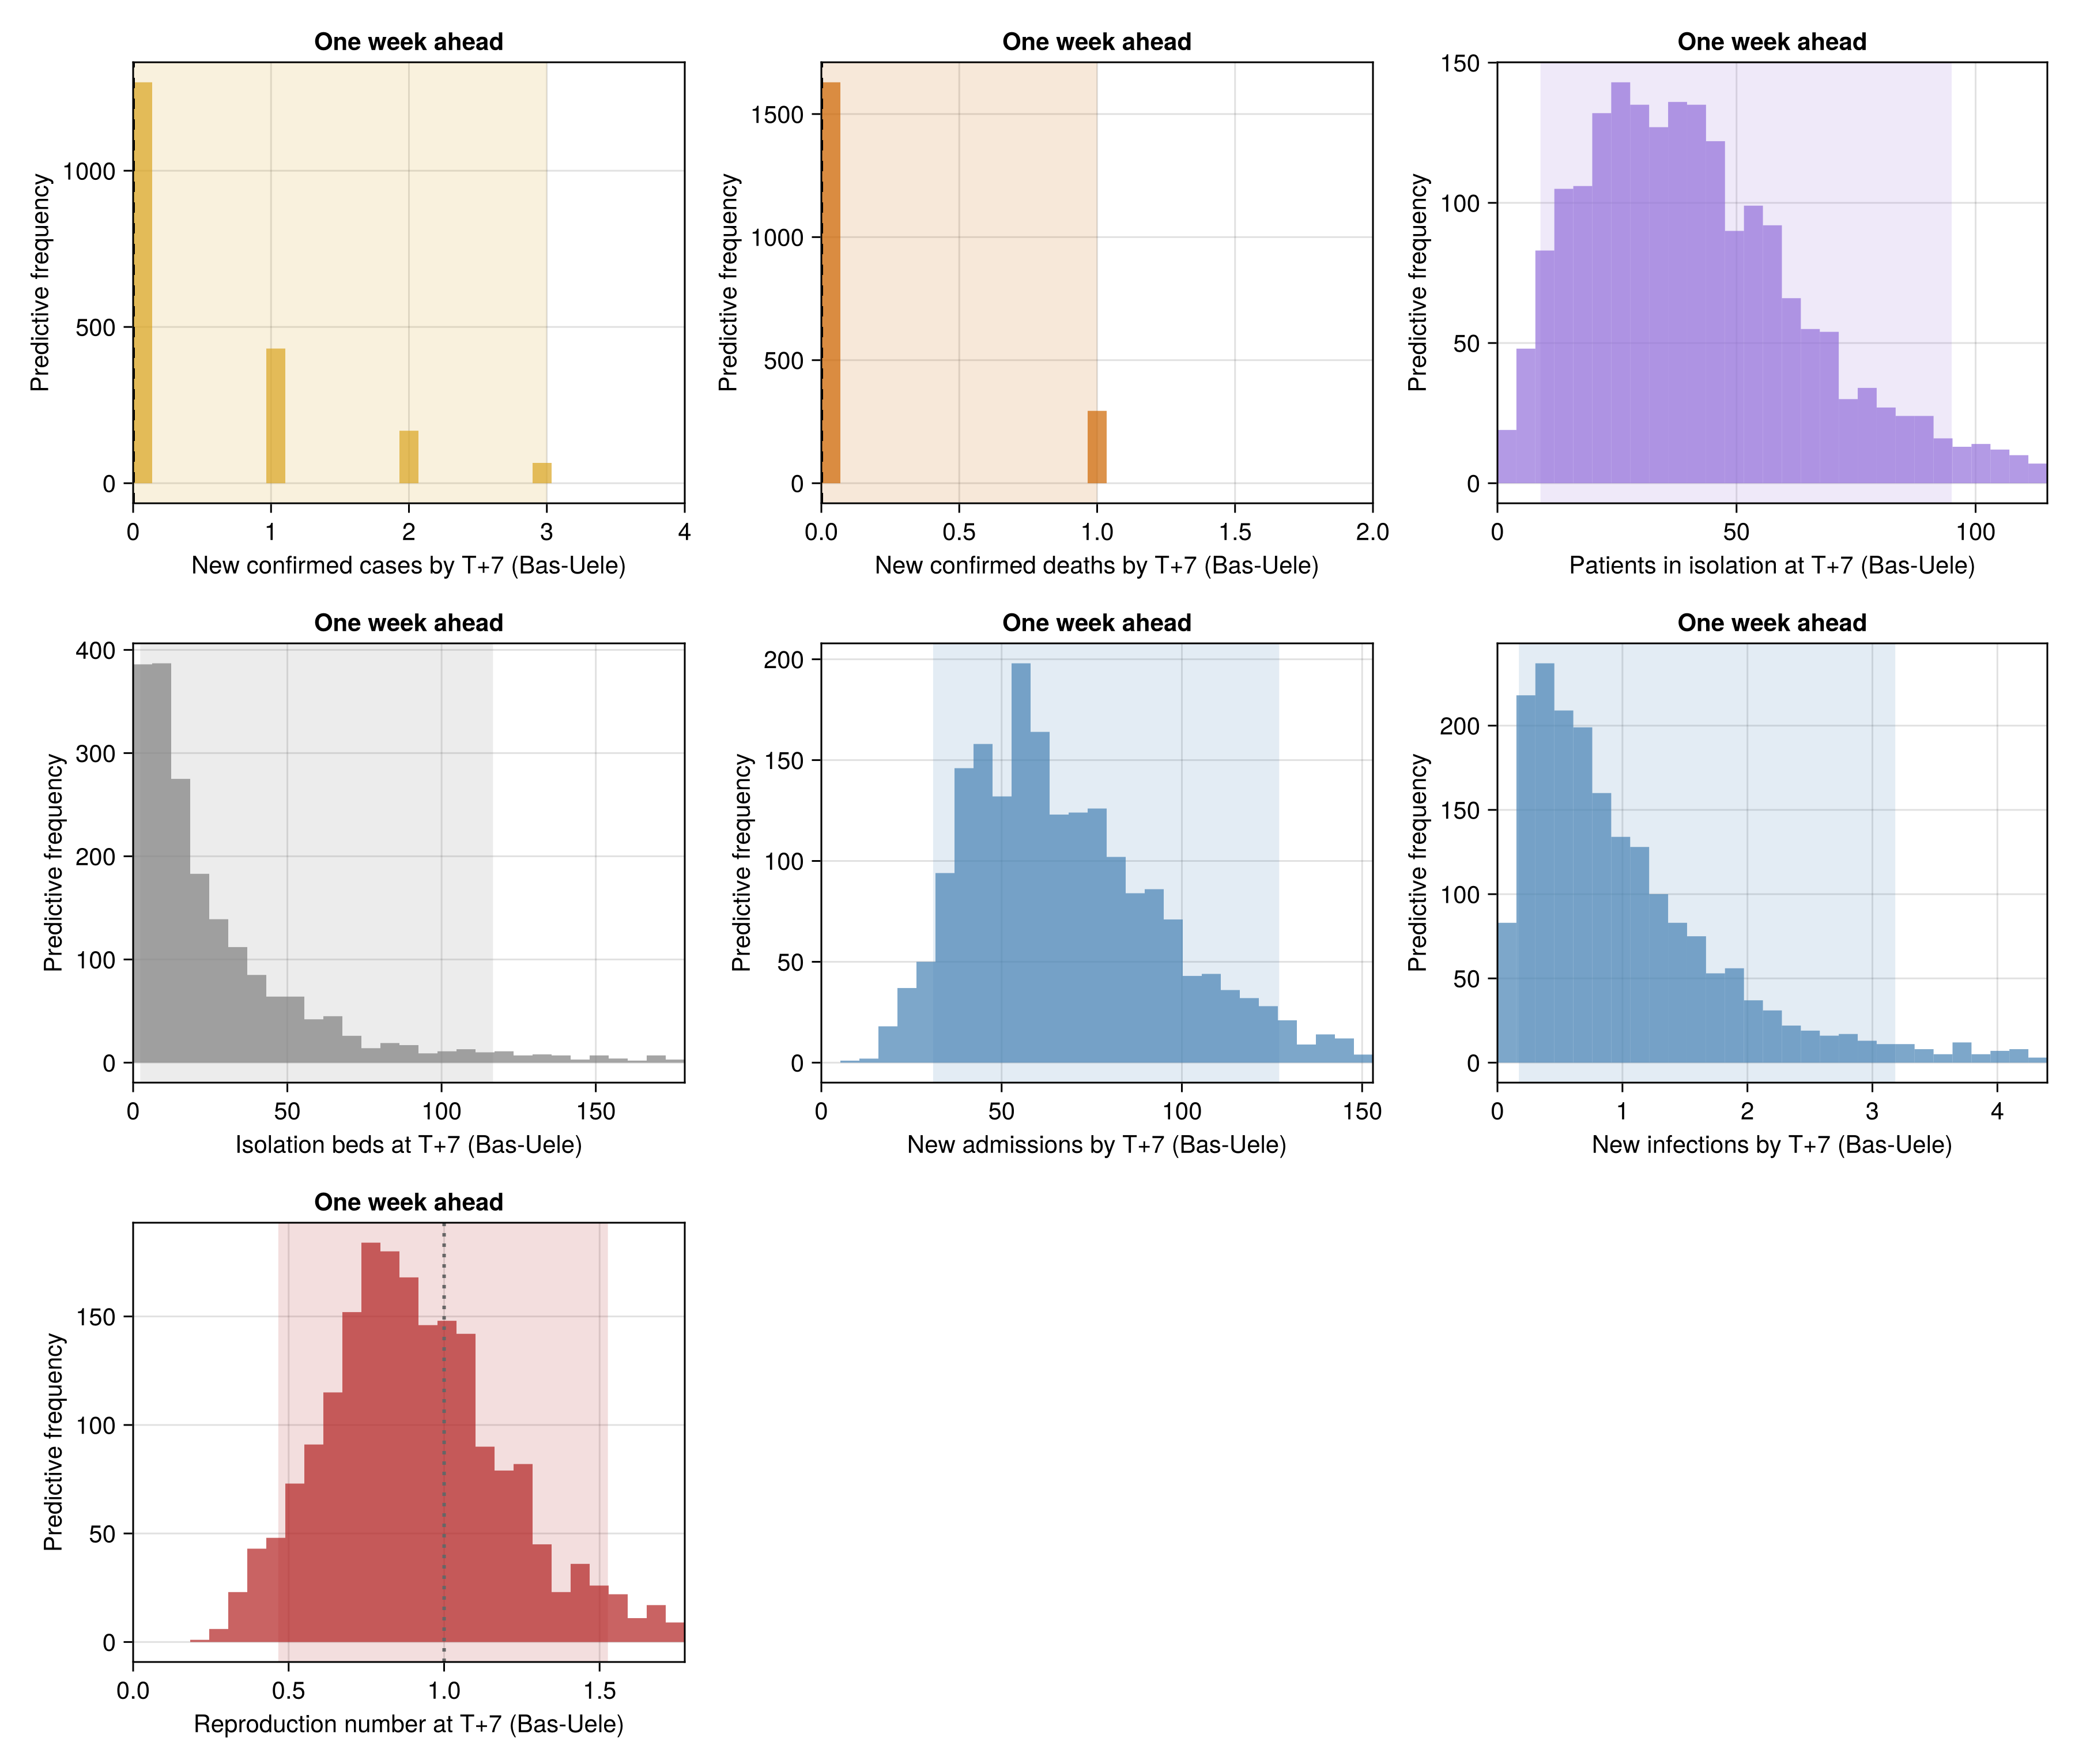 One week ahead
One week ahead
One week ahead
Predictive frequency
1000
500
0
0 1 2 3 4
New confirmed cases by T+7 (Bas-Uele)
Predictive frequency
1500
1000
500
0
0.0 0.5 1.0 1.5 2.0
New confirmed deaths by T+7 (Bas-Uele)
Predictive frequency
150
100
50
0
0 50 100
Patients in isolation at T+7 (Bas-Uele)
One week ahead
One week ahead
One week ahead
Predictive frequency
400
300
200
100
0
0 50 100 150
Isolation beds at T+7 (Bas-Uele)
Predictive frequency
200
150
100
50
0
0 50 100 150
New admissions by T+7 (Bas-Uele)
Predictive frequency
200
150
100
50
0
0 1 2 3 4
New infections by T+7 (Bas-Uele)
One week ahead
Predictive frequency
150
100
50
0
0.0 0.5 1.0 1.5
Reproduction number at T+7 (Bas-Uele)